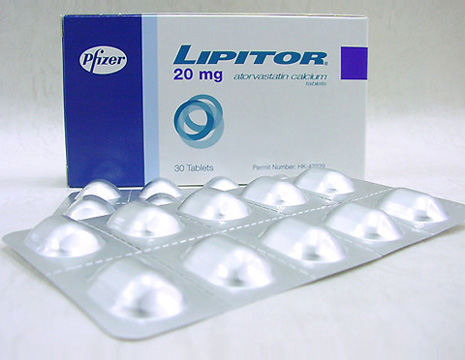 Pfizer
LIPITOR®
20 mg
atorvastatin calcium
tablets
30 Tablets
Permit Number: HK-